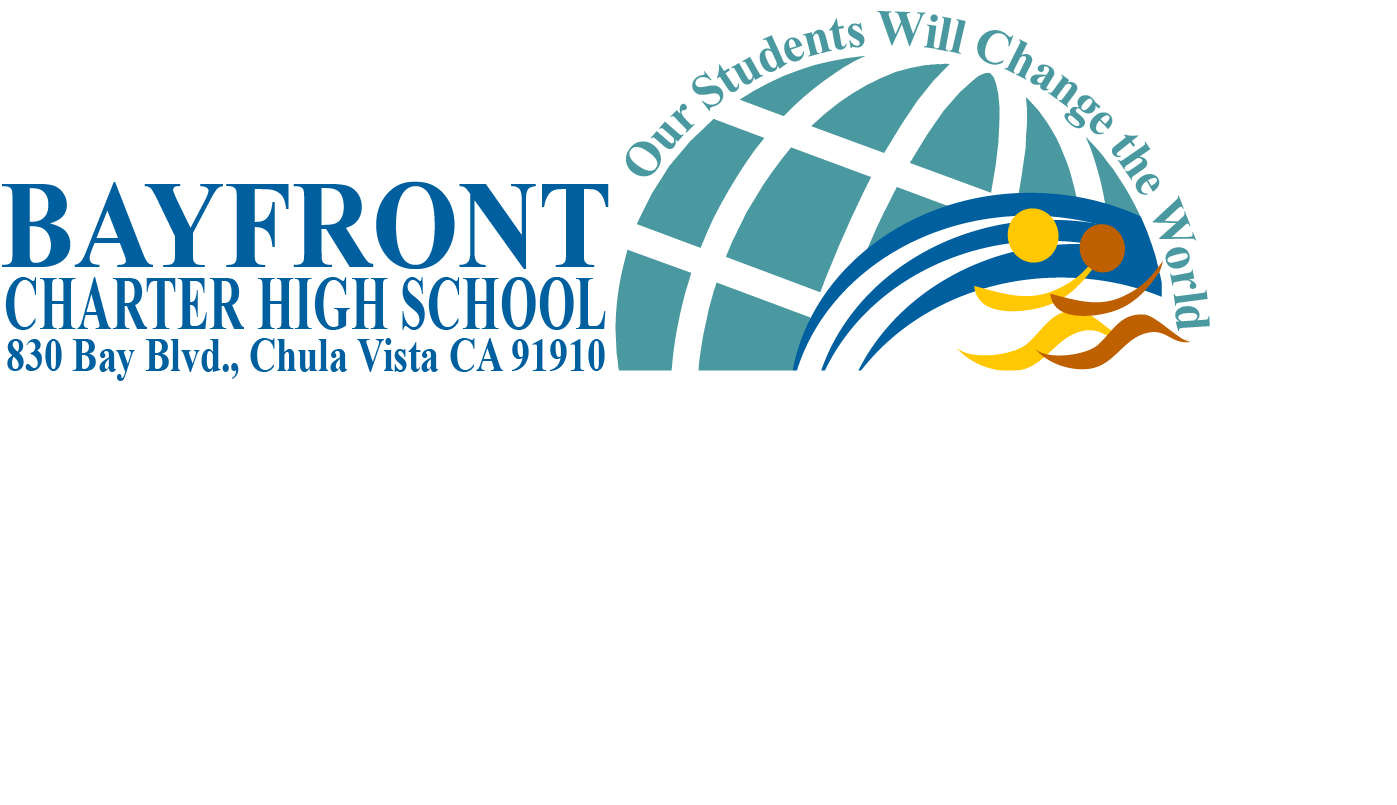 Our Students Will Change the World
BAYFRONT
CHARTER HIGH SCHOOL
830 Bay Blvd., Chula Vista CA 91910